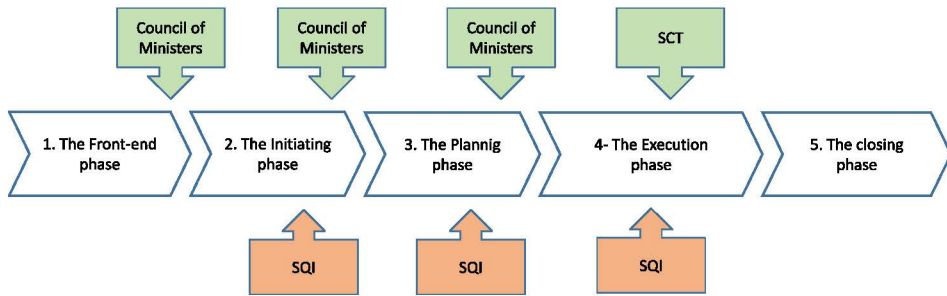 Council of
Ministers
Council of
Ministers
Council of
Ministers
SCT
1. The Front-end
phase
2. The Initiating
phase
3. The Plannig
phase
4- The Execution
phase
5. The closing
phase
SQI
SQI
SQI